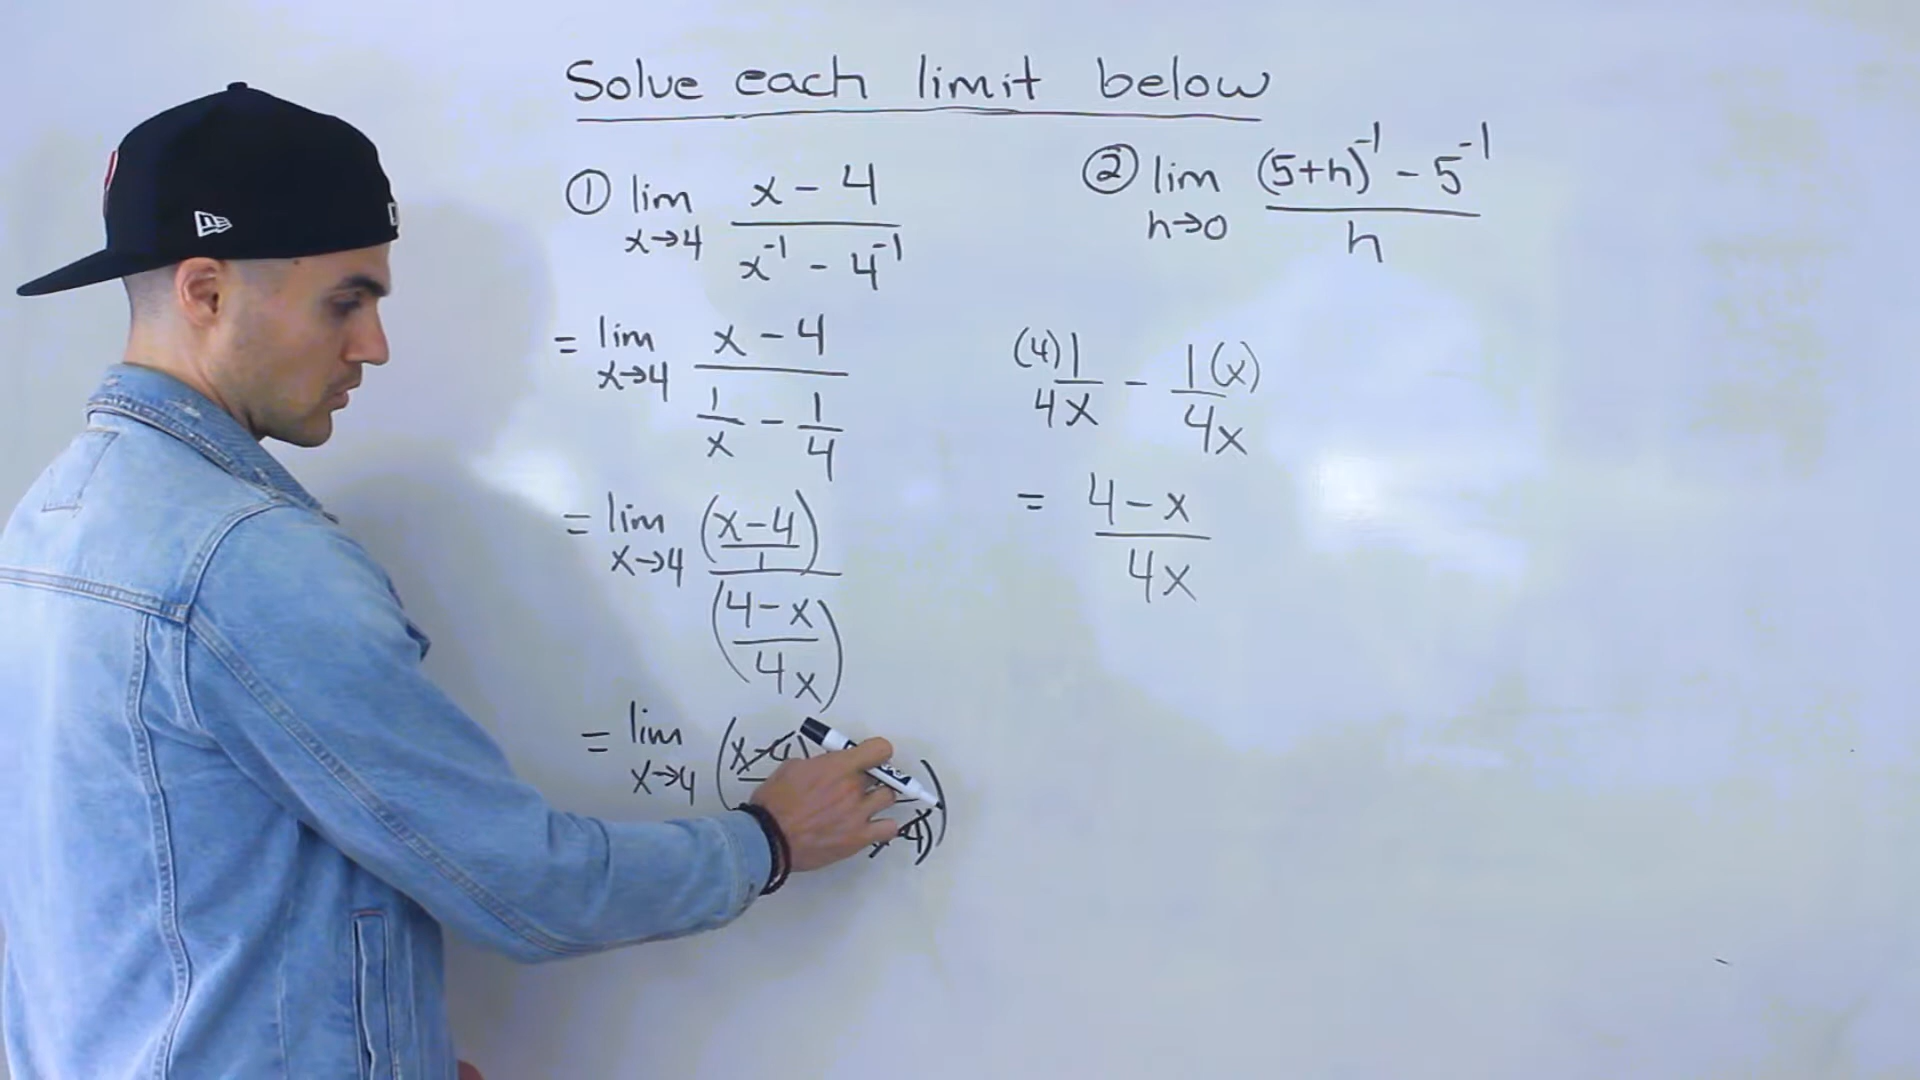 Solve each limit below
① lim x→4 (x - 4)/(x⁻¹ - 4⁻¹)
② lim h→0 ((5+h)⁻¹ - 5⁻¹)/h
= lim x→4 (x - 4)/(1/x - 1/4)
(4)1/4x - 1(x)/4x
= lim x→4 ((x-4)/1)/((4-x)/4x)
= (4-x)/4x
= lim x→4 (x-4)
4)